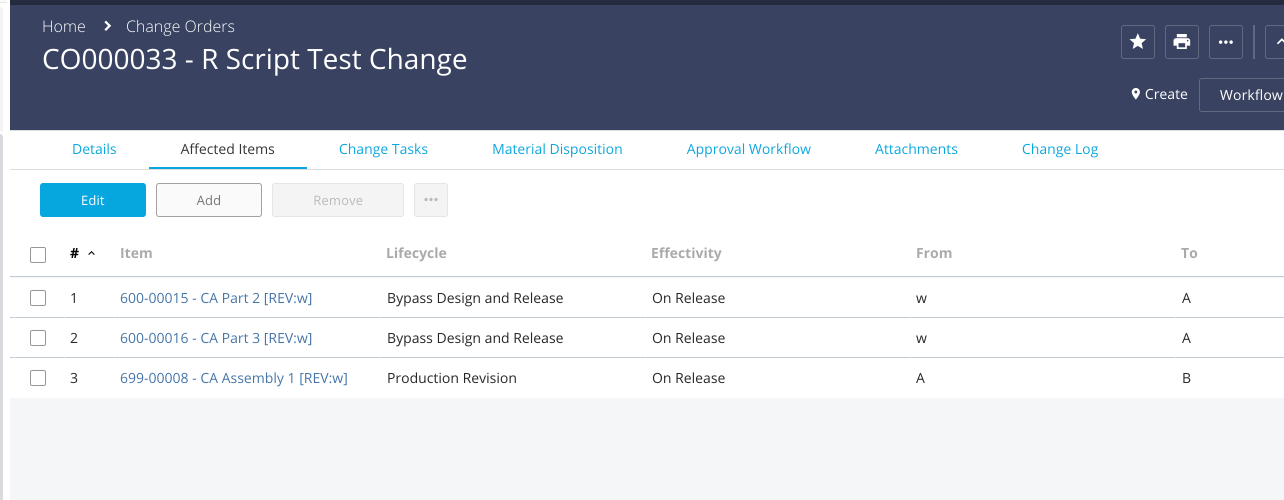 Home > Change Orders
CO000033 - R Script Test Change
Create Workflow
Details Affected Items Change Tasks Material Disposition Approval Workflow Attachments Change Log
Edit Add Remove ...
# Item Lifecycle Effectivity From To
1 600-00015 - CA Part 2 [REV:w] Bypass Design and Release On Release w A
2 600-00016 - CA Part 3 [REV:w] Bypass Design and Release On Release w A
3 699-00008 - CA Assembly 1 [REV:w] Production Revision On Release A B